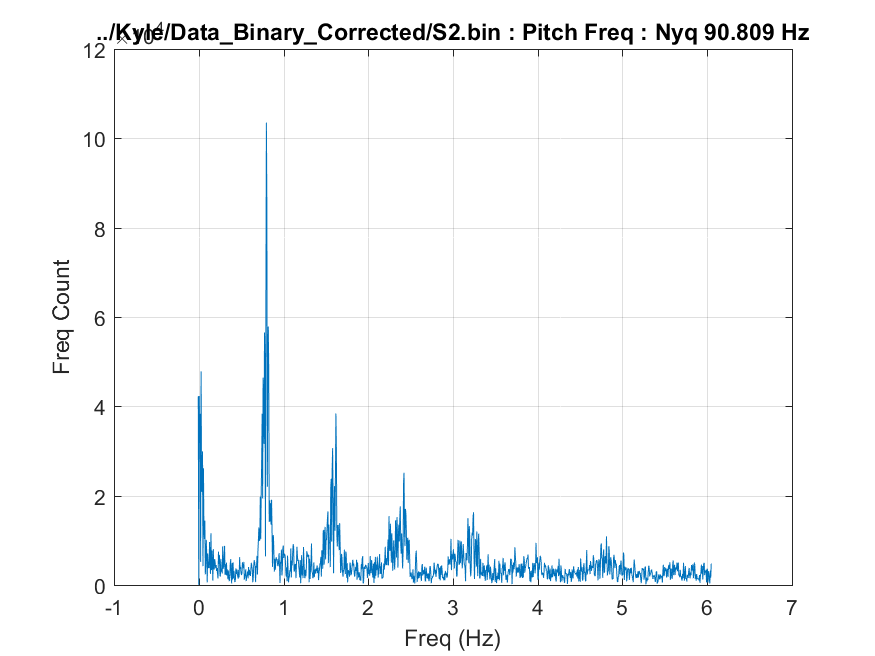 ../Kyle/Data_Binary_Corrected/S2.bin : Pitch Freq : Nyq 90.809 Hz
×10⁴
12
10
8
6
4
2
0
Freq Count
-1 0 1 2 3 4 5 6 7
Freq (Hz)